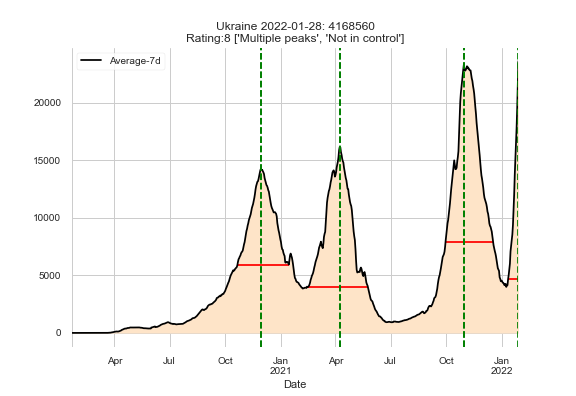 Ukraine 2022-01-28: 4168560
Rating:8 ['Multiple peaks', 'Not in control']
Average-7d
20000
15000
10000
5000
0
Apr Jul Oct Jan Apr Jul Oct Jan
2021 2022
Date